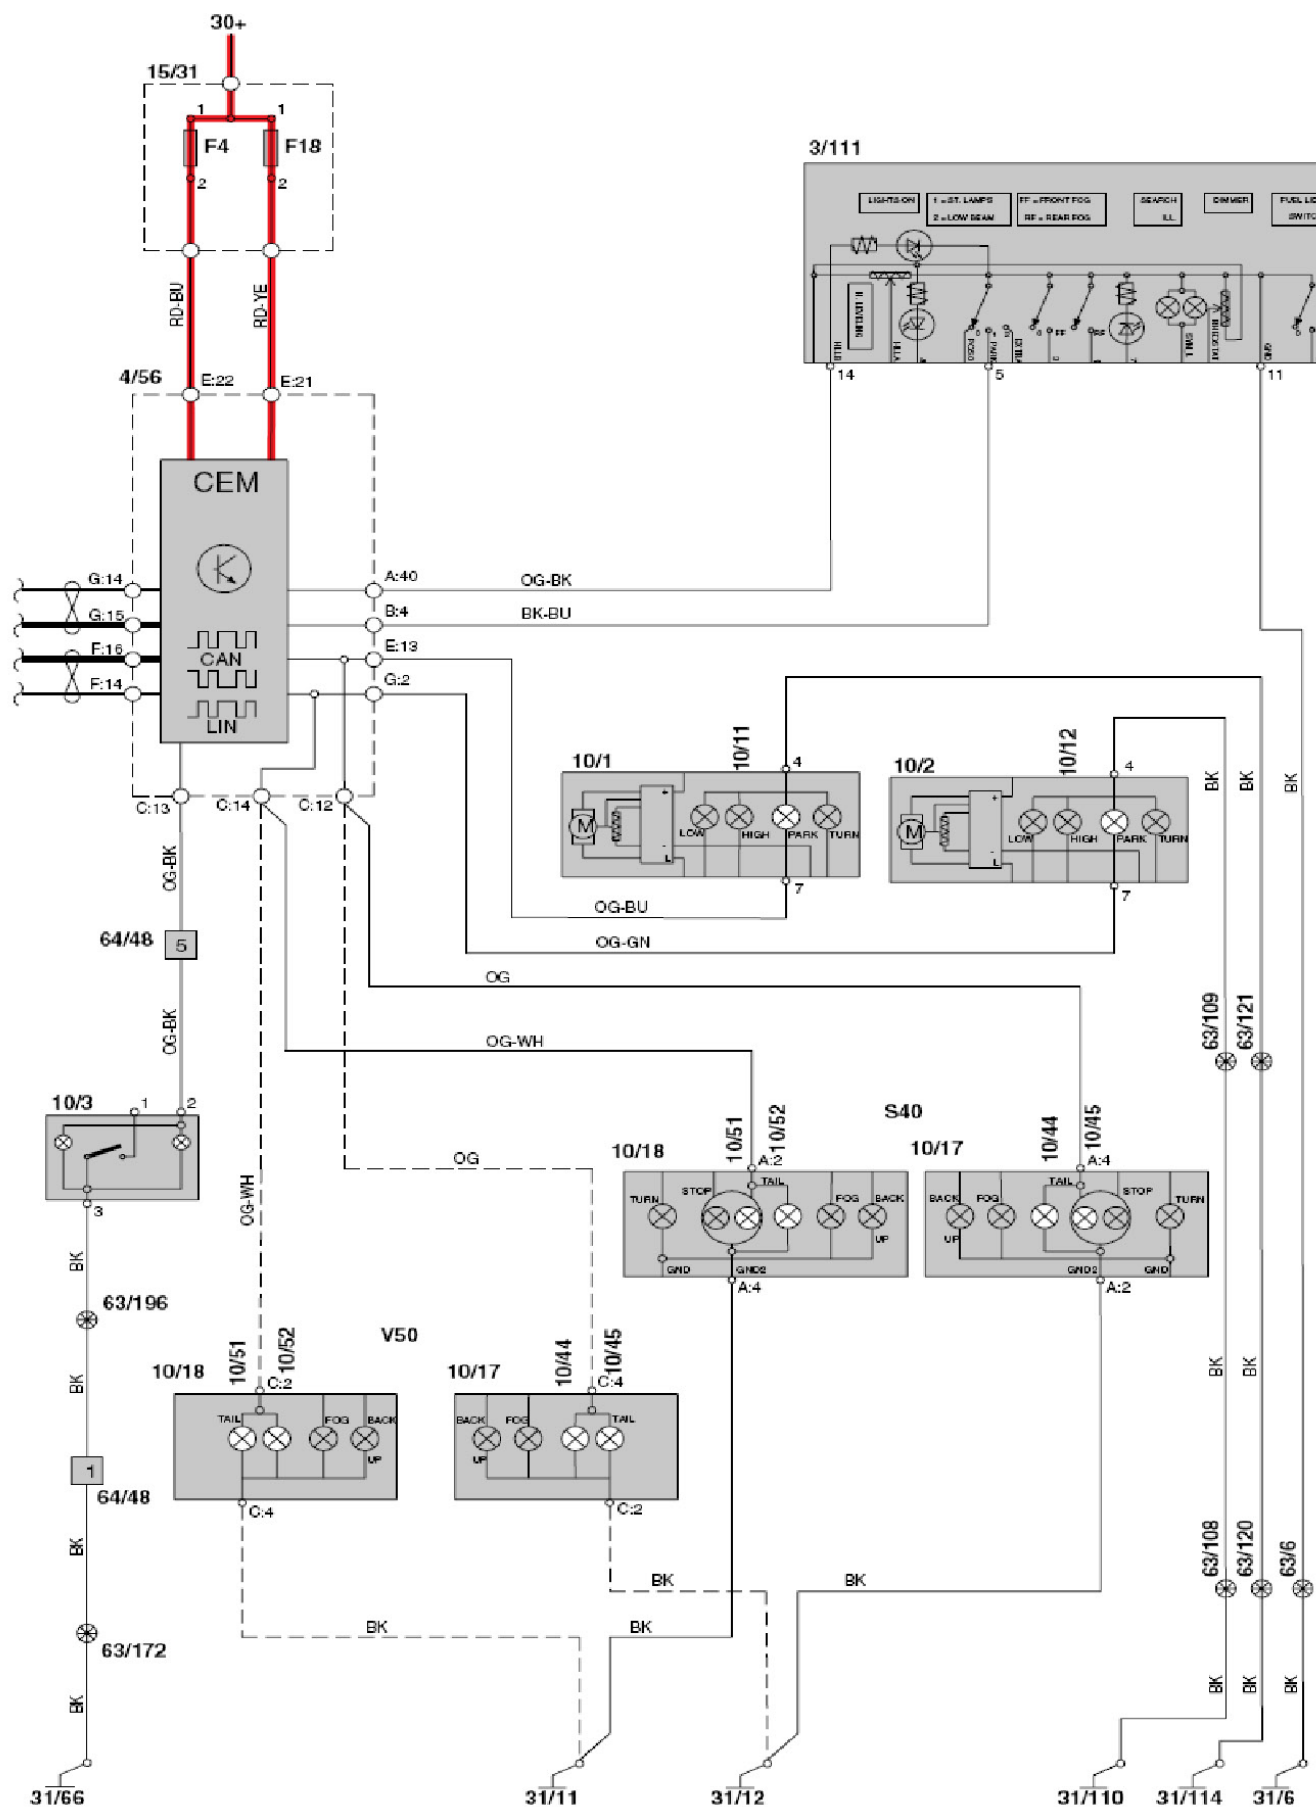 30+
15/31
1
1
F4
F18
2
2
3/111
LIGHTS ON
1 = ST. LAMPS
2 = LOW BEAM
FF = FRONT FOG
RF = REAR FOG
SEARCH
ILL.
DIMMER
RD-BU
RD-YE
FF
RF
RHEOSTAT
PARK
GND
14
5
11
4/56
E:22
E:21
CEM
G:14
A:40
OG-BK
G:15
B:4
BK-BU
F:16
CAN
E:13
F:14
G:2
LIN
C:13
C:14
C:12
10/1
10/11
4
M
+
-
L
LOW
HIGH
PARK
TURN
7
10/2
10/12
4
M
+
-
L
LOW
HIGH
PARK
TURN
7
BK
BK
BK
OG-BK
OG-BU
64/48
5
OG-GN
OG
OG-BK
OG-WH
63/109
63/121
10/3
1
2
3
S40
10/18
10/51
10/52
A:2
TURN
STOP
TAIL
FOG
BACK
UP
GND
GND2
A:4
10/17
10/44
10/45
A:4
BACK
UP
FOG
TAIL
STOP
TURN
GND2
GND
A:2
OG
OG-WH
BK
63/196
BK
V50
10/18
10/51
10/52
C:2
TAIL
FOG
BACK
UP
C:4
10/17
10/44
10/45
C:4
BACK
UP
FOG
TAIL
C:2
BK
BK
1
64/48
BK
63/108
63/120
63/6
BK
BK
BK
BK
63/172
BK
BK
BK
BK
31/66
31/11
31/12
31/110
31/114
31/6